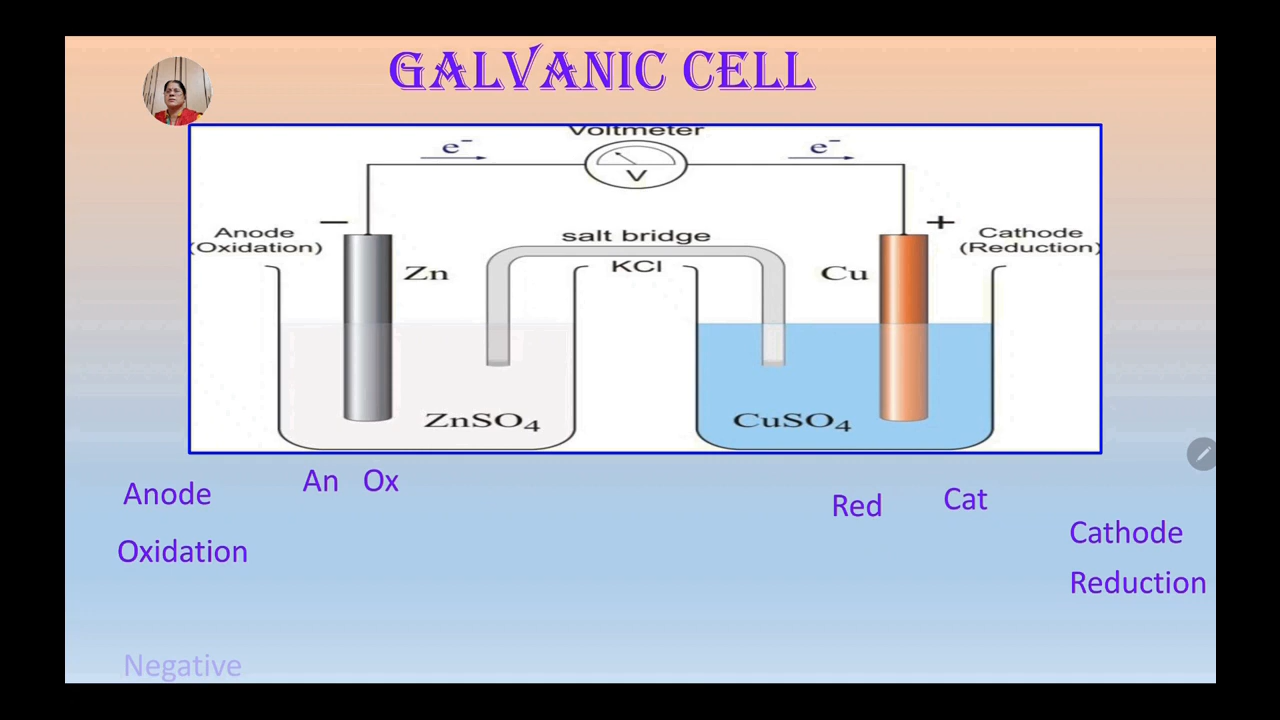 GALVANIC CELL
Voltmeter
e⁻ e⁻
V
− +
Anode
(Oxidation)
Cathode
(Reduction)
salt bridge
KCl
Zn Cu
ZnSO₄ CuSO₄
An Ox
Red Cat
Anode
Oxidation
Cathode
Reduction
Negative